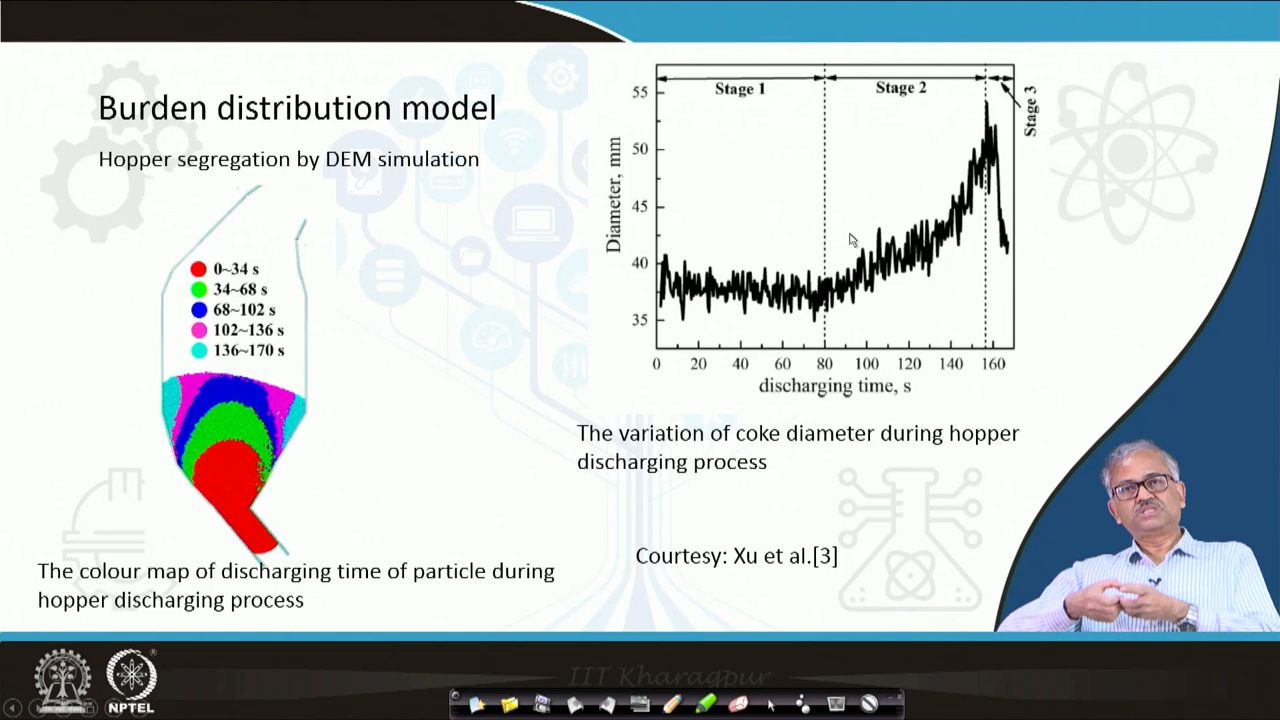 Burden distribution model
Hopper segregation by DEM simulation
0~34 s
34~68 s
68~102 s
102~136 s
136~170 s
The colour map of discharging time of particle during
hopper discharging process
Stage 1
Stage 2
Stage 3
Diameter, mm
55
50
45
40
35
0 20 40 60 80 100 120 140 160
discharging time, s
The variation of coke diameter during hopper
discharging process
Courtesy: Xu et al.[3]
IIT Kharagpur
NPTEL